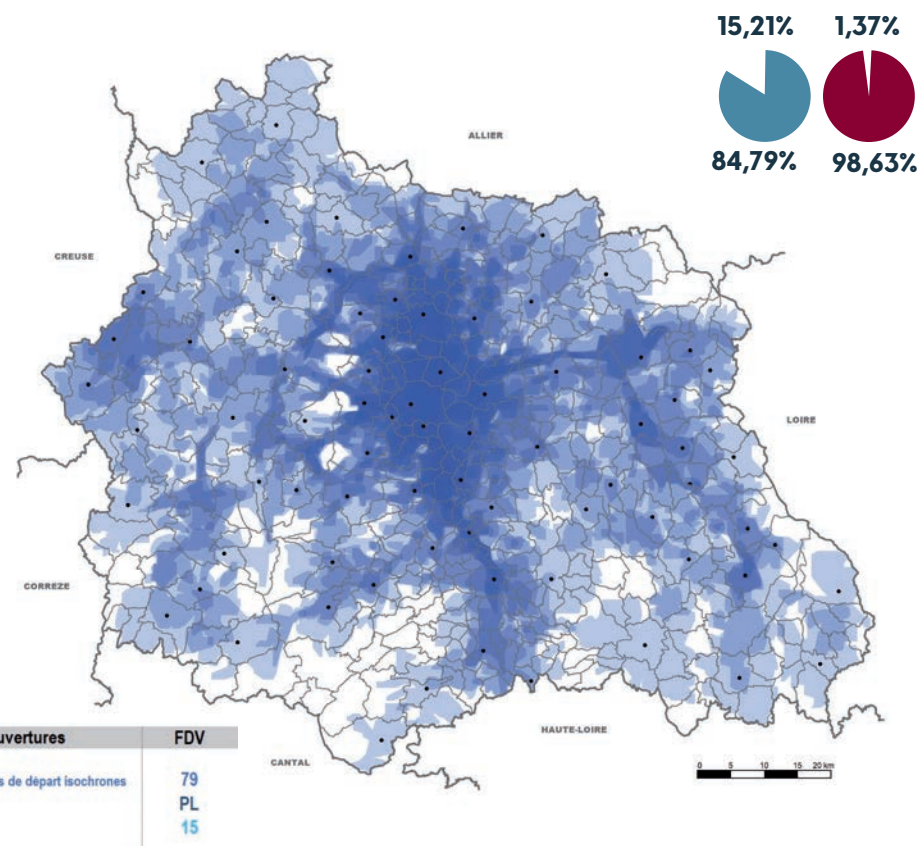 15,21% 1,37%
84,79% 98,63%
ALLIER
CREUSE
LOIRE
CORREZE
HAUTE-LOIRE
CANTAL
0 5 10 15 20 km
uvertures FDV
s de départ isochrones 79
PL
15